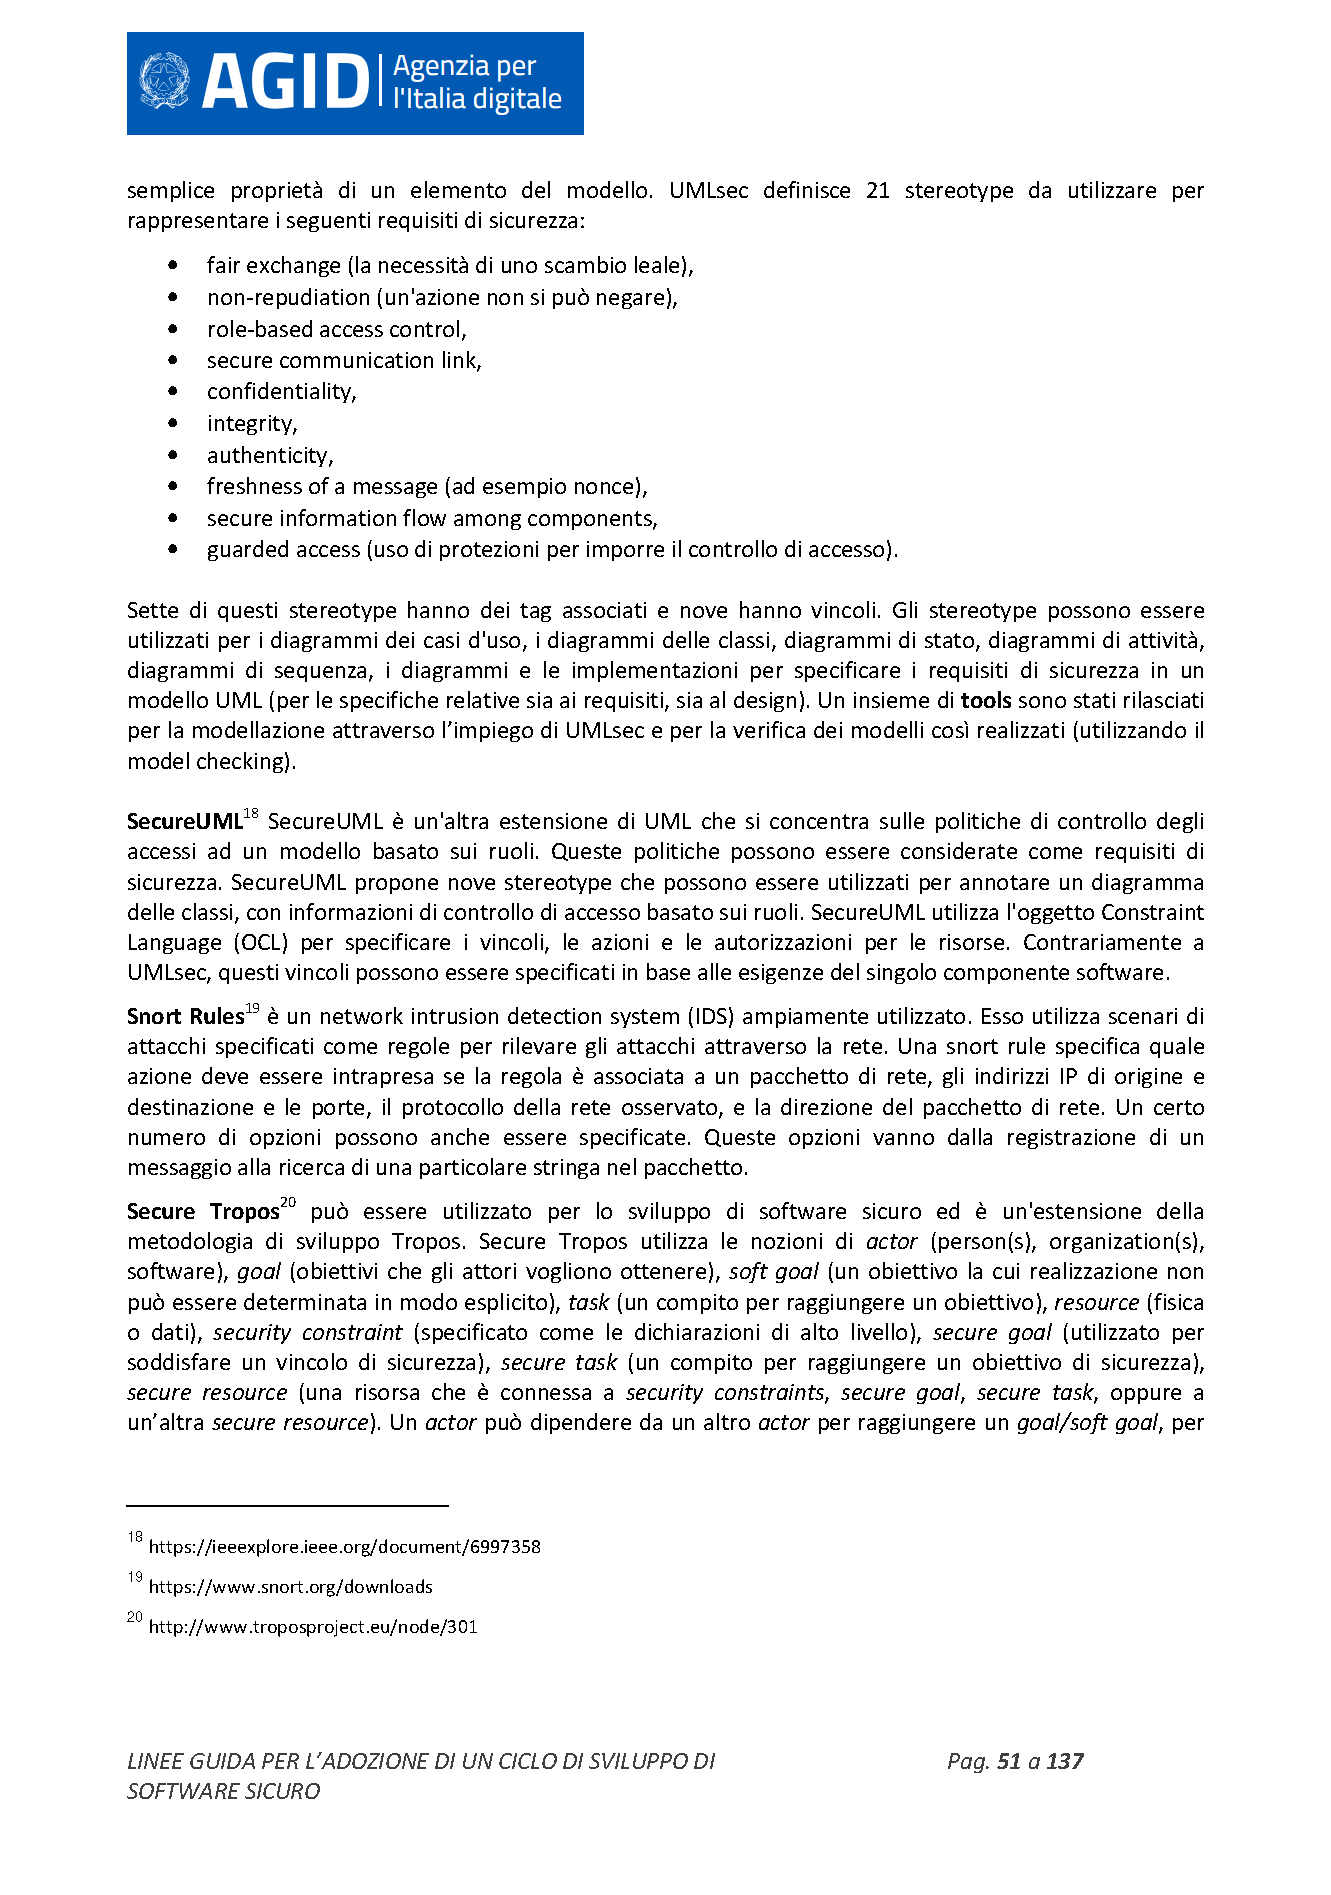 AGID Agenzia per
l'Italia digitale
semplice proprietà di un elemento del modello. UMLsec definisce 21 stereotype da utilizzare per
rappresentare i seguenti requisiti di sicurezza:
• fair exchange (la necessità di uno scambio leale),
• non-repudiation (un'azione non si può negare),
• role-based access control,
• secure communication link,
• confidentiality,
• integrity,
• authenticity,
• freshness of a message (ad esempio nonce),
• secure information flow among components,
• guarded access (uso di protezioni per imporre il controllo di accesso).
Sette di questi stereotype hanno dei tag associati e nove hanno vincoli. Gli stereotype possono essere
utilizzati per i diagrammi dei casi d'uso, i diagrammi delle classi, diagrammi di stato, diagrammi di attività,
diagrammi di sequenza, i diagrammi e le implementazioni per specificare i requisiti di sicurezza in un
modello UML (per le specifiche relative sia ai requisiti, sia al design). Un insieme di tools sono stati rilasciati
per la modellazione attraverso l’impiego di UMLsec e per la verifica dei modelli così realizzati (utilizzando il
model checking).
SecureUML18 SecureUML è un'altra estensione di UML che si concentra sulle politiche di controllo degli
accessi ad un modello basato sui ruoli. Queste politiche possono essere considerate come requisiti di
sicurezza. SecureUML propone nove stereotype che possono essere utilizzati per annotare un diagramma
delle classi, con informazioni di controllo di accesso basato sui ruoli. SecureUML utilizza l'oggetto Constraint
Language (OCL) per specificare i vincoli, le azioni e le autorizzazioni per le risorse. Contrariamente a
UMLsec, questi vincoli possono essere specificati in base alle esigenze del singolo componente software.
Snort Rules19 è un network intrusion detection system (IDS) ampiamente utilizzato. Esso utilizza scenari di
attacchi specificati come regole per rilevare gli attacchi attraverso la rete. Una snort rule specifica quale
azione deve essere intrapresa se la regola è associata a un pacchetto di rete, gli indirizzi IP di origine e
destinazione e le porte, il protocollo della rete osservato, e la direzione del pacchetto di rete. Un certo
numero di opzioni possono anche essere specificate. Queste opzioni vanno dalla registrazione di un
messaggio alla ricerca di una particolare stringa nel pacchetto.
Secure Tropos20 può essere utilizzato per lo sviluppo di software sicuro ed è un'estensione della
metodologia di sviluppo Tropos. Secure Tropos utilizza le nozioni di actor (person(s), organization(s),
software), goal (obiettivi che gli attori vogliono ottenere), soft goal (un obiettivo la cui realizzazione non
può essere determinata in modo esplicito), task (un compito per raggiungere un obiettivo), resource (fisica
o dati), security constraint (specificato come le dichiarazioni di alto livello), secure goal (utilizzato per
soddisfare un vincolo di sicurezza), secure task (un compito per raggiungere un obiettivo di sicurezza),
secure resource (una risorsa che è connessa a security constraints, secure goal, secure task, oppure a
un’altra secure resource). Un actor può dipendere da un altro actor per raggiungere un goal/soft goal, per
18 https://ieeexplore.ieee.org/document/6997358
19 https://www.snort.org/downloads
20 http://www.troposproject.eu/node/301
LINEE GUIDA PER L’ADOZIONE DI UN CICLO DI SVILUPPO DI
SOFTWARE SICURO
Pag. 51 a 137